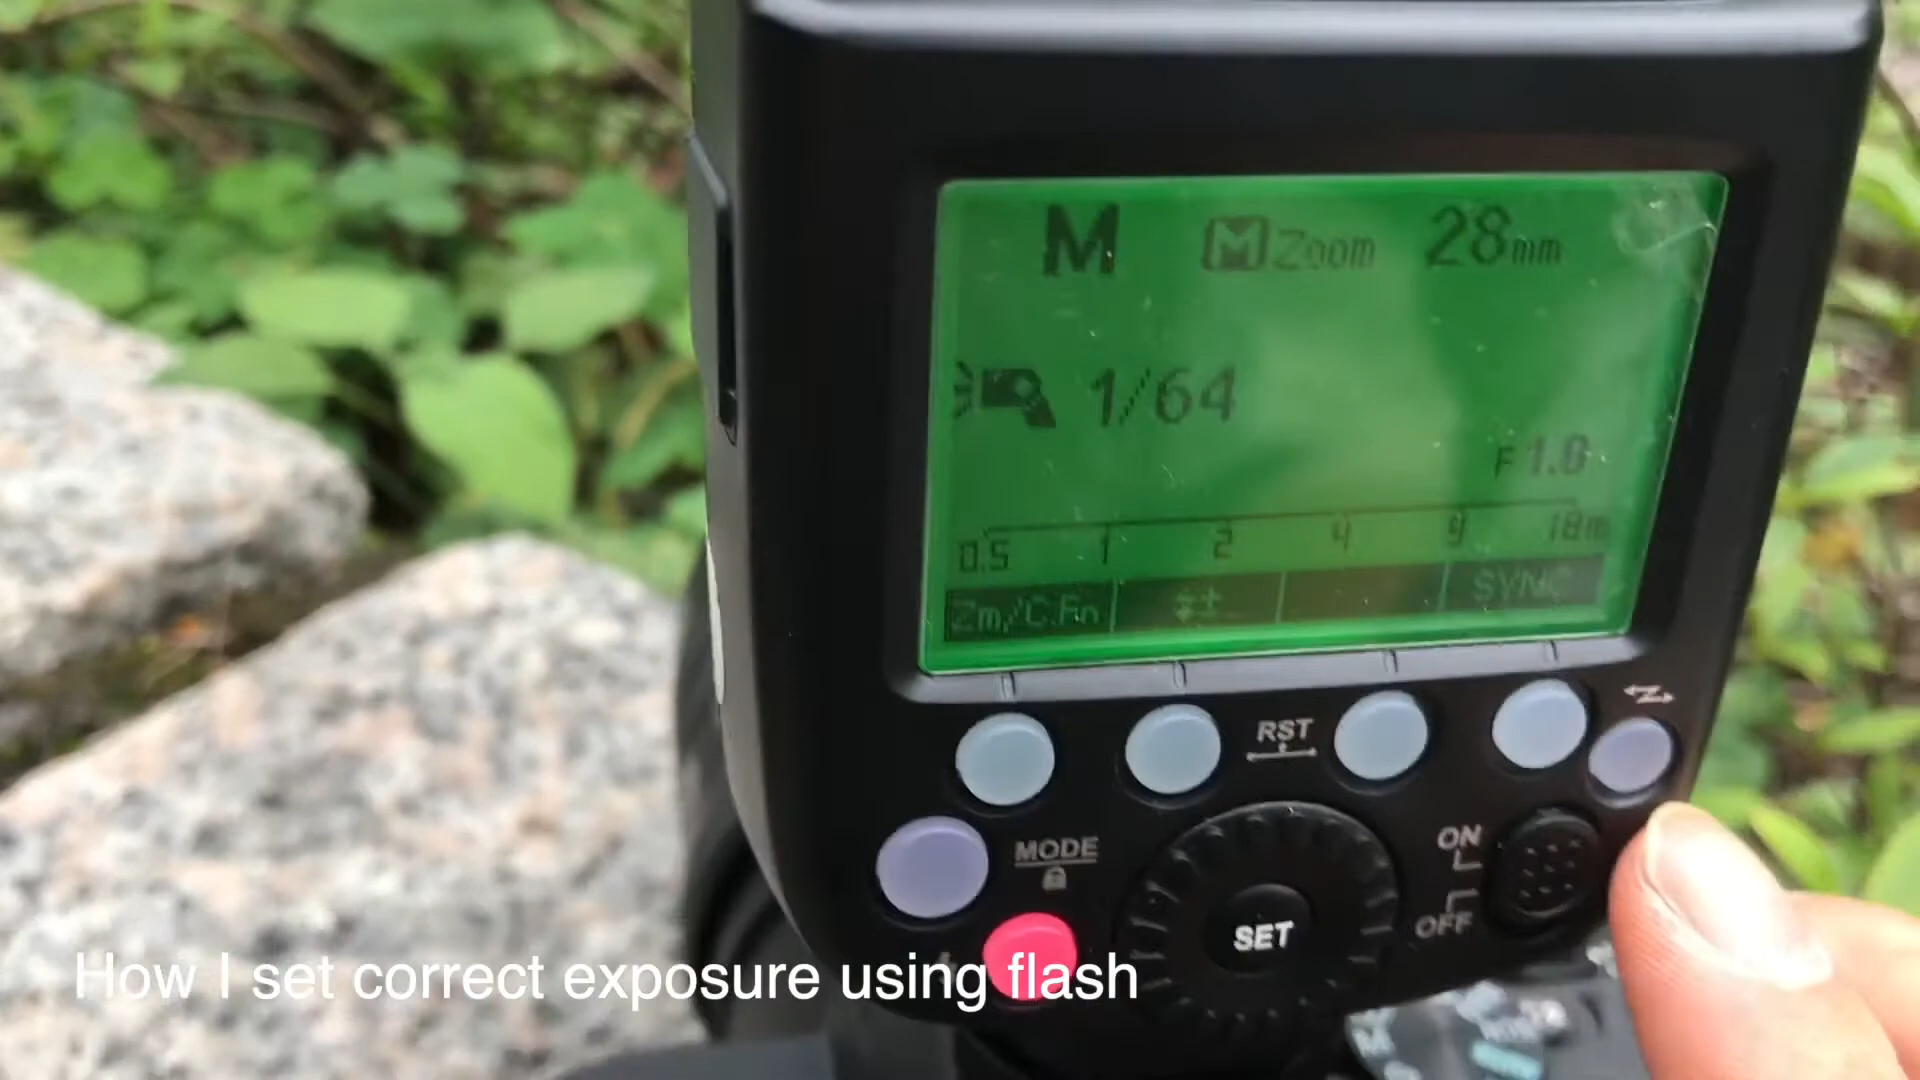 M M Zoom 28mm
1/64
F1.0
0.5 1 2 4 9 18m
Zm/C.Fn SYNC
RST
MODE
ON
OFF
SET
How I set correct exposure using flash